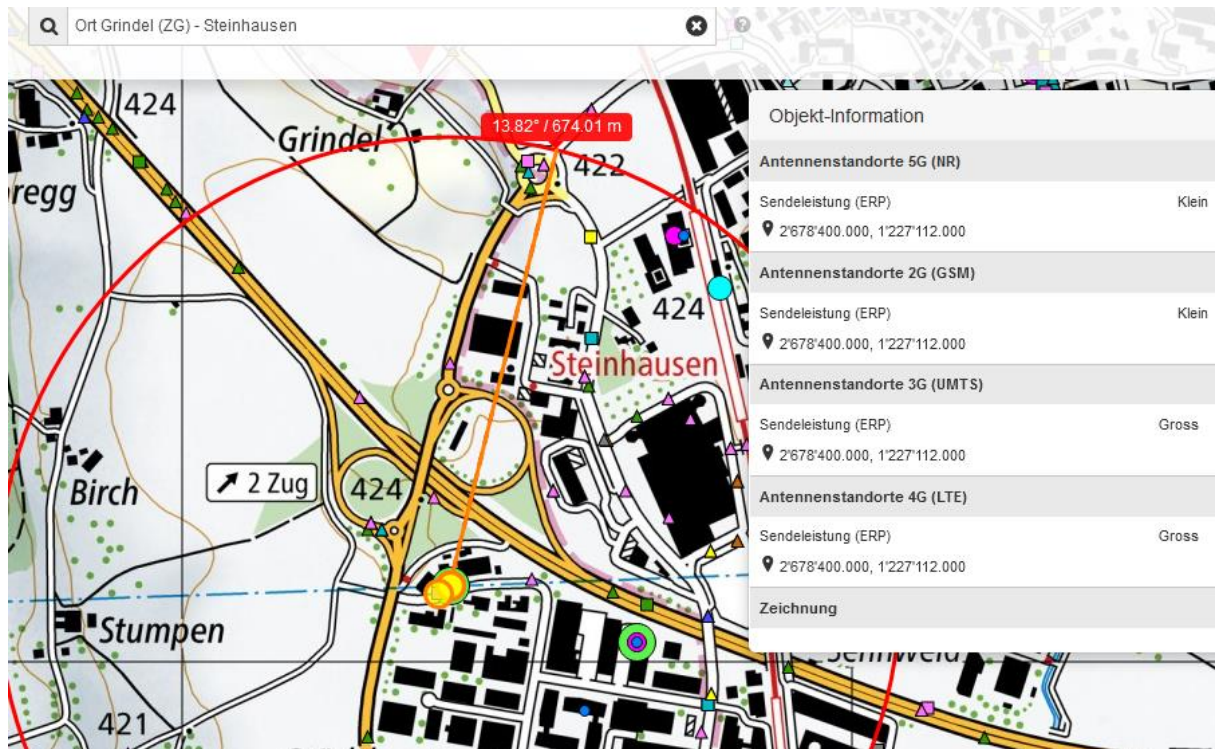 Ort Grindel (ZG) - Steinhausen
424
Grindel
13.82° / 674.01 m
422
regg
424
Steinhausen
Birch
2 Zug
424
Stumpen
421
Objekt-Information
Antennenstandorte 5G (NR)
Sendeleistung (ERP) Klein
2'678'400.000, 1'227'112.000
Antennenstandorte 2G (GSM)
Sendeleistung (ERP) Klein
2'678'400.000, 1'227'112.000
Antennenstandorte 3G (UMTS)
Sendeleistung (ERP) Gross
2'678'400.000, 1'227'112.000
Antennenstandorte 4G (LTE)
Sendeleistung (ERP) Gross
2'678'400.000, 1'227'112.000
Zeichnung